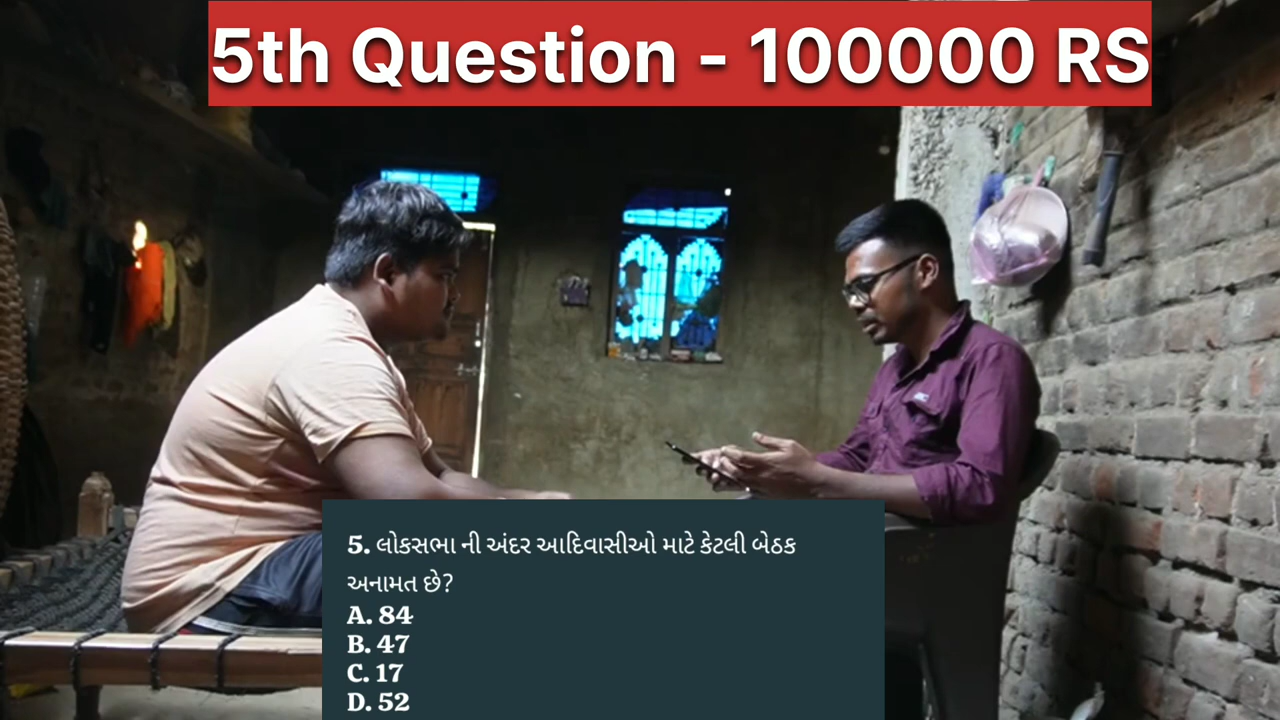 5th Question - 100000 RS
5. લોકસભા ની અંદર આદિવાસીઓ માટે કેટલી બેઠક
અનામત છે?
A. 84
B. 47
C. 17
D. 52